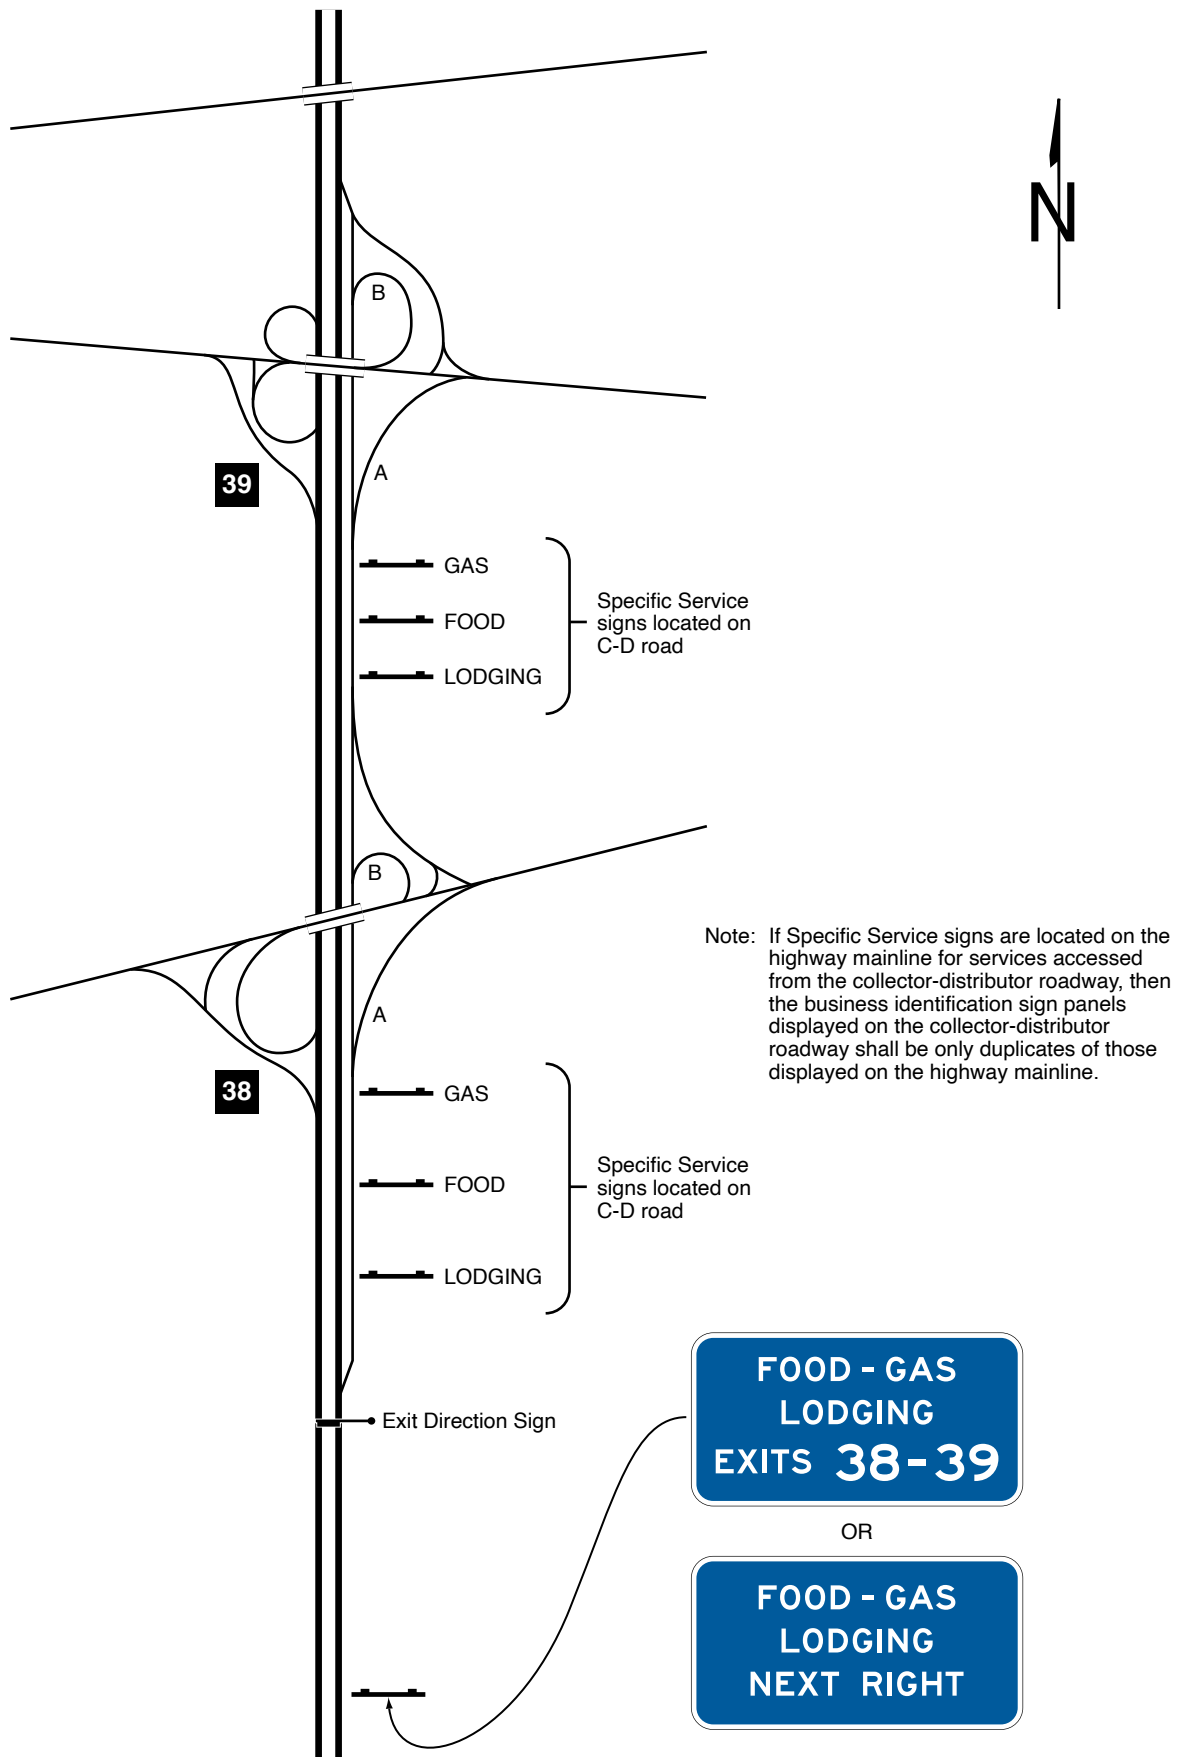 N
B
A
39
GAS
FOOD
LODGING
Specific Service
signs located on
C-D road
B
A
38
Note: If Specific Service signs are located on the
highway mainline for services accessed
from the collector-distributor roadway, then
the business identification sign panels
displayed on the collector-distributor
roadway shall be only duplicates of those
displayed on the highway mainline.
GAS
FOOD
LODGING
Specific Service
signs located on
C-D road
Exit Direction Sign
FOOD - GAS
LODGING
EXITS 38-39
OR
FOOD - GAS
LODGING
NEXT RIGHT